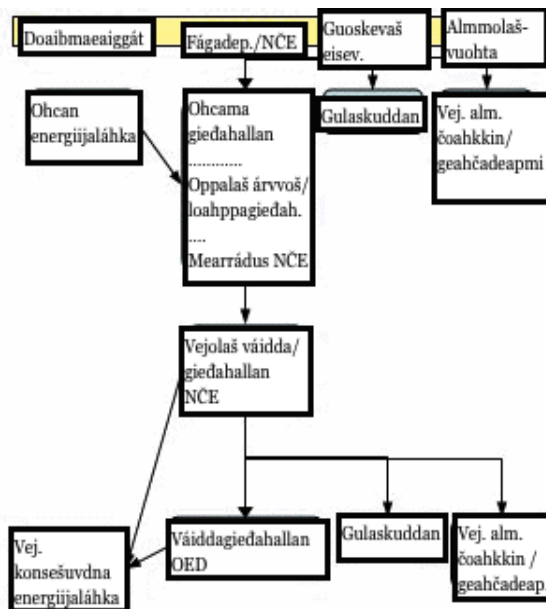 Doaibmaeaiggát
Fágadep./NČE
Guoskevaš
eisev.
Almmolaš-
vuohta
Ohcan
energiijaláhka
Ohcama
gieđahallan
.............
Oppalaš árvvoš/
loahppagieđah.
....
Mearrádus NČE
Gulaskuddan
Vej. alm.
čoahkkin/
geahčadeapmi
Vejolaš váidda/
gieđahallan
NČE
Vej.
konsešuvdna
energiijaláhka
Váiddagieđahallan
OED
Gulaskuddan
Vej. alm.
čoahkkin /
geahčadeap.